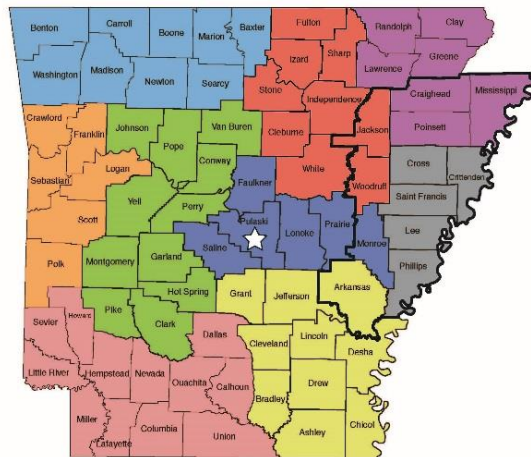 Benton
Carroll
Boone
Marion
Baxter
Fulton
Randolph
Clay
Washington
Madison
Newton
Searcy
Izard
Sharp
Lawrence
Greene
Stone
Independence
Craighead
Mississippi
Crawford
Franklin
Johnson
Pope
Van Buren
Cleburne
Jackson
Poinsett
Logan
Conway
White
Woodruff
Cross
Crittenden
Sebastian
Faulkner
Saint Francis
Scott
Yell
Perry
Pulaski
Lonoke
Prairie
Monroe
Lee
Polk
Montgomery
Garland
Saline
Phillips
Hot Spring
Grant
Jefferson
Arkansas
Sevier
Howard
Pike
Clark
Dallas
Cleveland
Lincoln
Desha
Little River
Hempstead
Nevada
Ouachita
Calhoun
Bradley
Drew
Chicot
Miller
Lafayette
Columbia
Union
Ashley